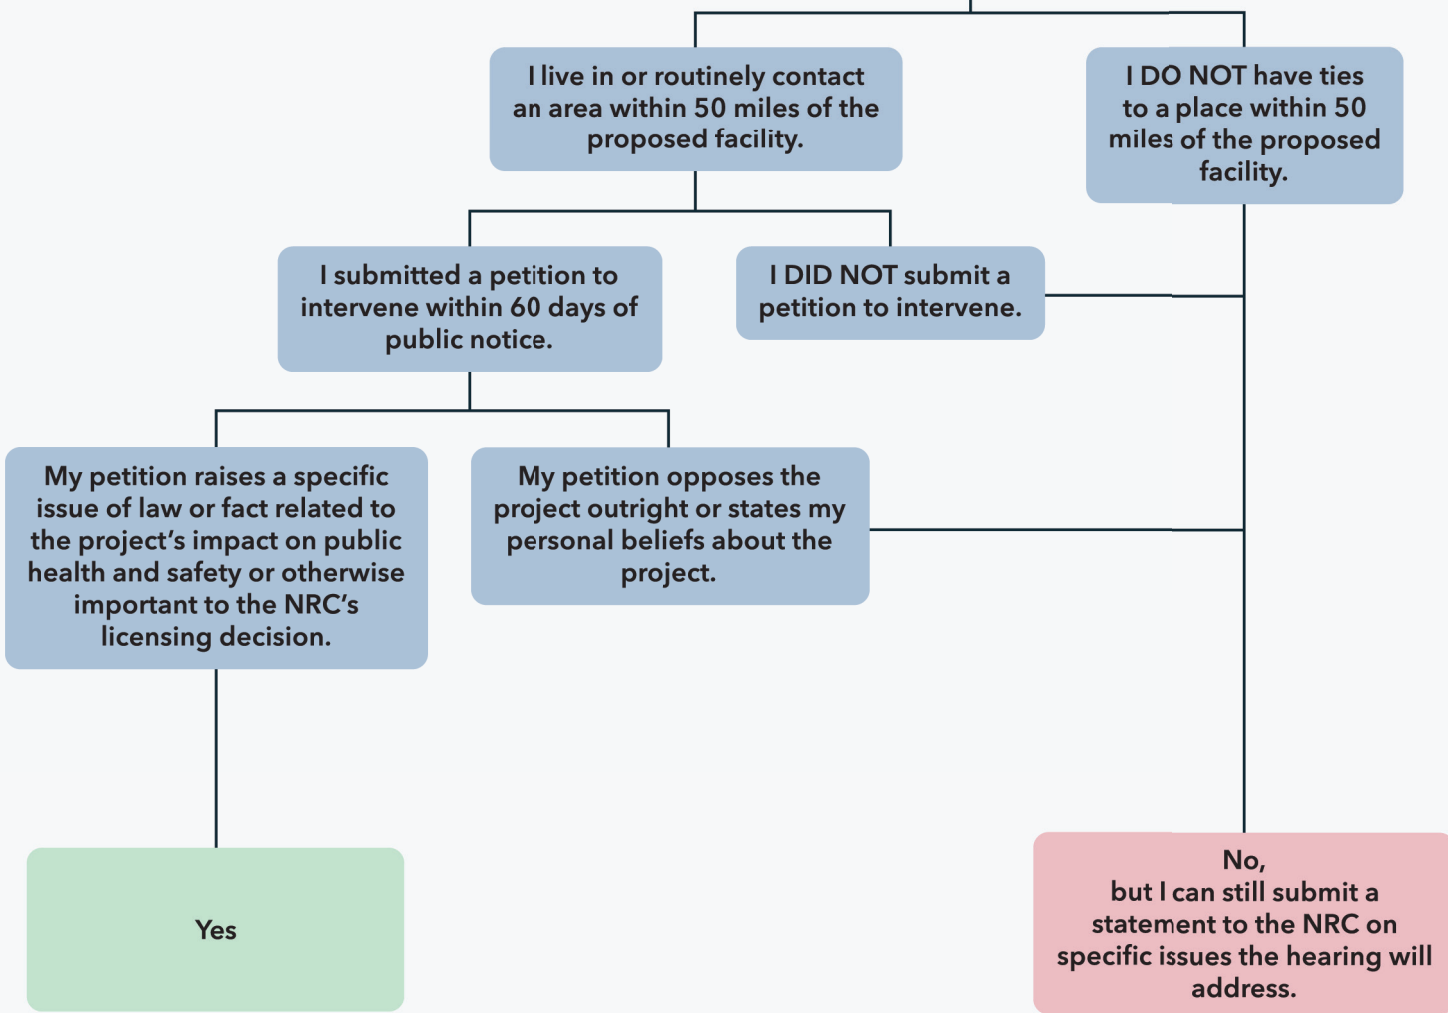 I live in or routinely contact
an area within 50 miles of the
proposed facility.
I DO NOT have ties
to a place within 50
miles of the proposed
facility.
I submitted a petition to
intervene within 60 days of
public notice.
I DID NOT submit a
petition to intervene.
My petition raises a specific
issue of law or fact related to
the project's impact on public
health and safety or otherwise
important to the NRC's
licensing decision.
My petition opposes the
project outright or states my
personal beliefs about the
project.
Yes
No,
but I can still submit a
statement to the NRC on
specific issues the hearing will
address.